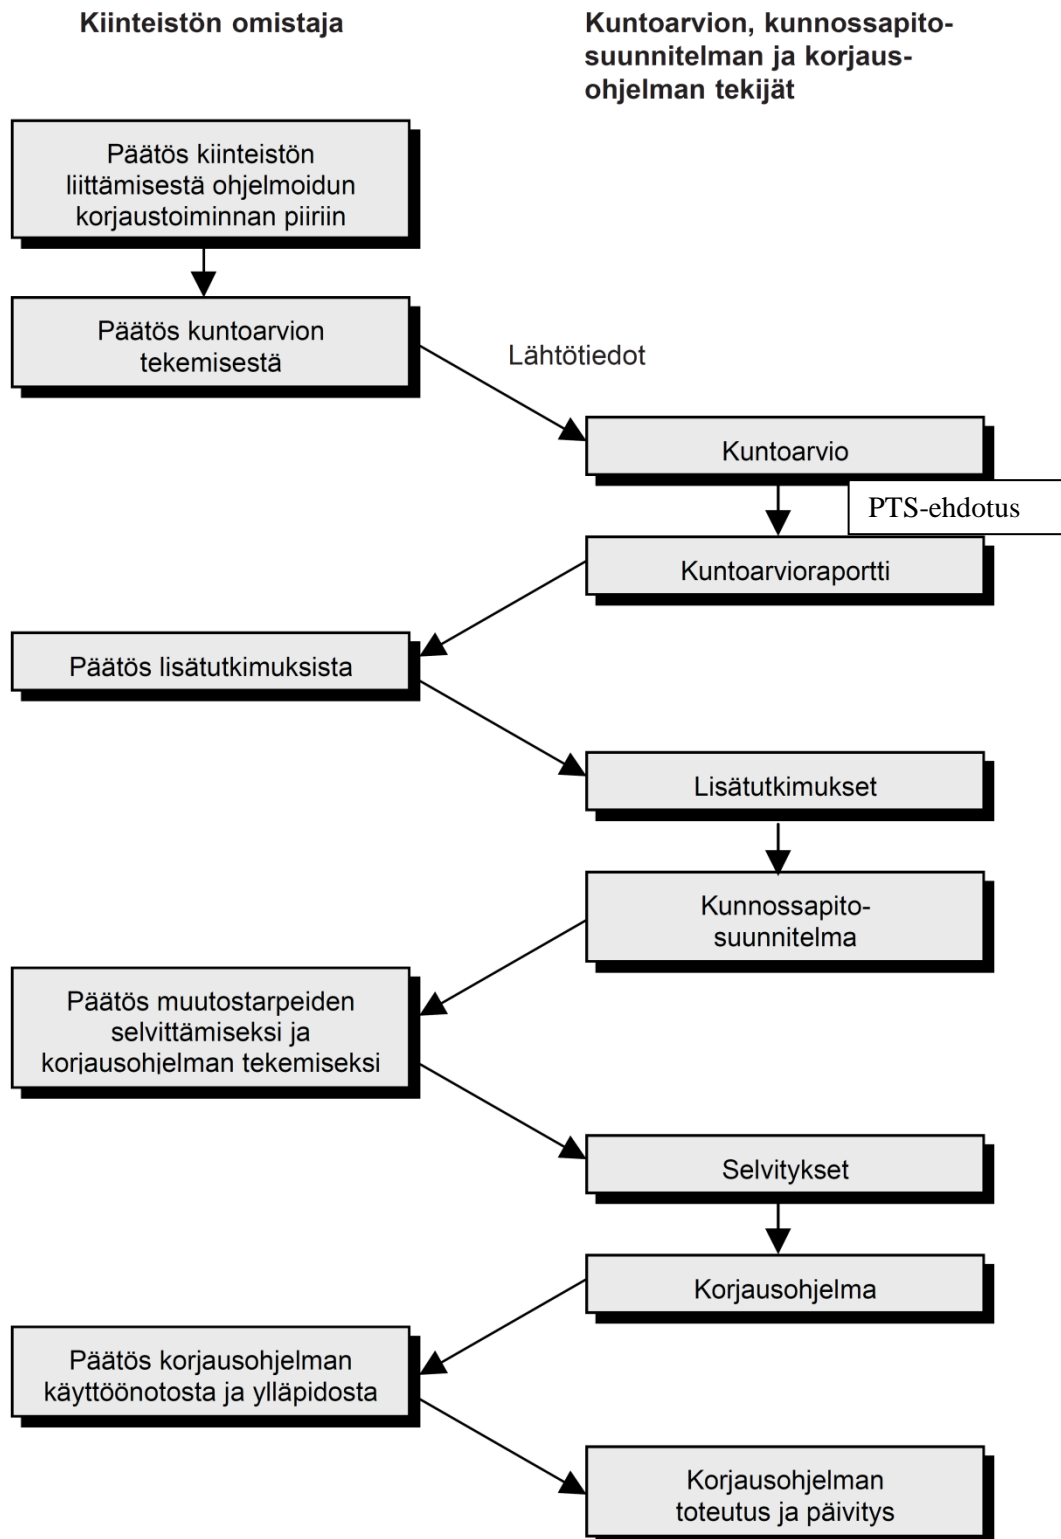 Kiinteistön omistaja
Kuntoarvion, kunnossapito-
suunnitelman ja korjaus-
ohjelman tekijät
Päätös kiinteistön
liittämisestä ohjelmoidun
korjaustoiminnan piiriin
Päätös kuntoarvion
tekemisestä
Lähtötiedot
Kuntoarvio
PTS-ehdotus
Kuntoarvioraportti
Päätös lisätutkimuksista
Lisätutkimukset
Kunnossapito-
suunnitelma
Päätös muutostarpeiden
selvittämiseksi ja
korjausohjelman tekemiseksi
Selvitykset
Korjausohjelma
Päätös korjausohjelman
käyttöönotosta ja ylläpidosta
Korjausohjelman
toteutus ja päivitys